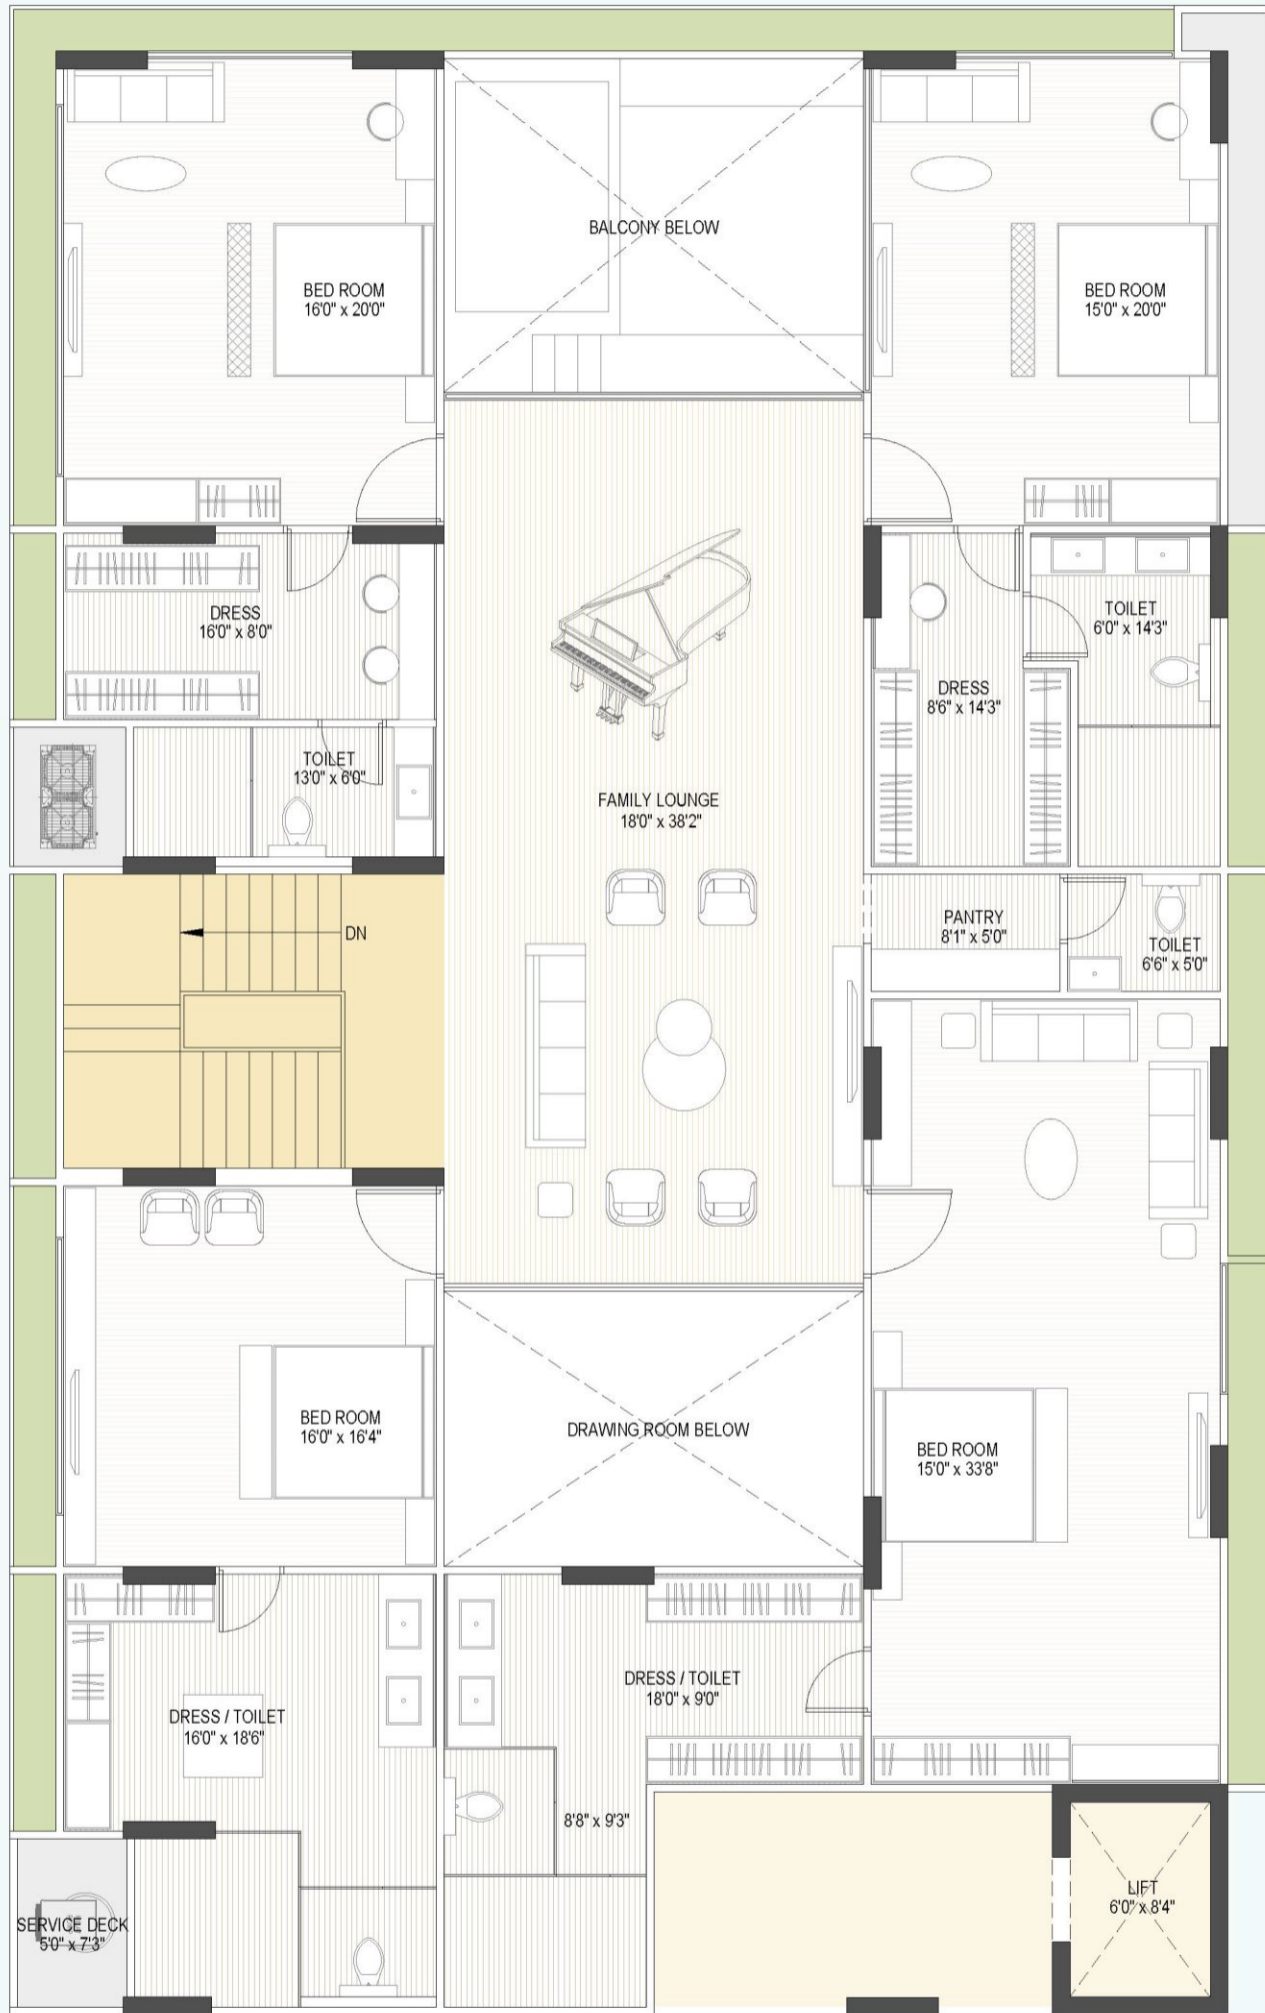 BALCONY BELOW
BED ROOM
16'0" x 20'0"
BED ROOM
15'0" x 20'0"
DRESS
16'0" x 8'0"
TOILET
6'0" x 14'3"
DRESS
8'6" x 14'3"
TOILET
13'0" x 6'0"
FAMILY LOUNGE
18'0" x 38'2"
DN
PANTRY
8'1" x 5'0"
TOILET
6'6" x 5'0"
BED ROOM
16'0" x 16'4"
DRAWING ROOM BELOW
BED ROOM
15'0" x 33'8"
DRESS / TOILET
16'0" x 18'6"
DRESS / TOILET
18'0" x 9'0"
8'8" x 9'3"
LIFT
6'0" x 8'4"
SERVICE DECK
5'0" x 7'3"